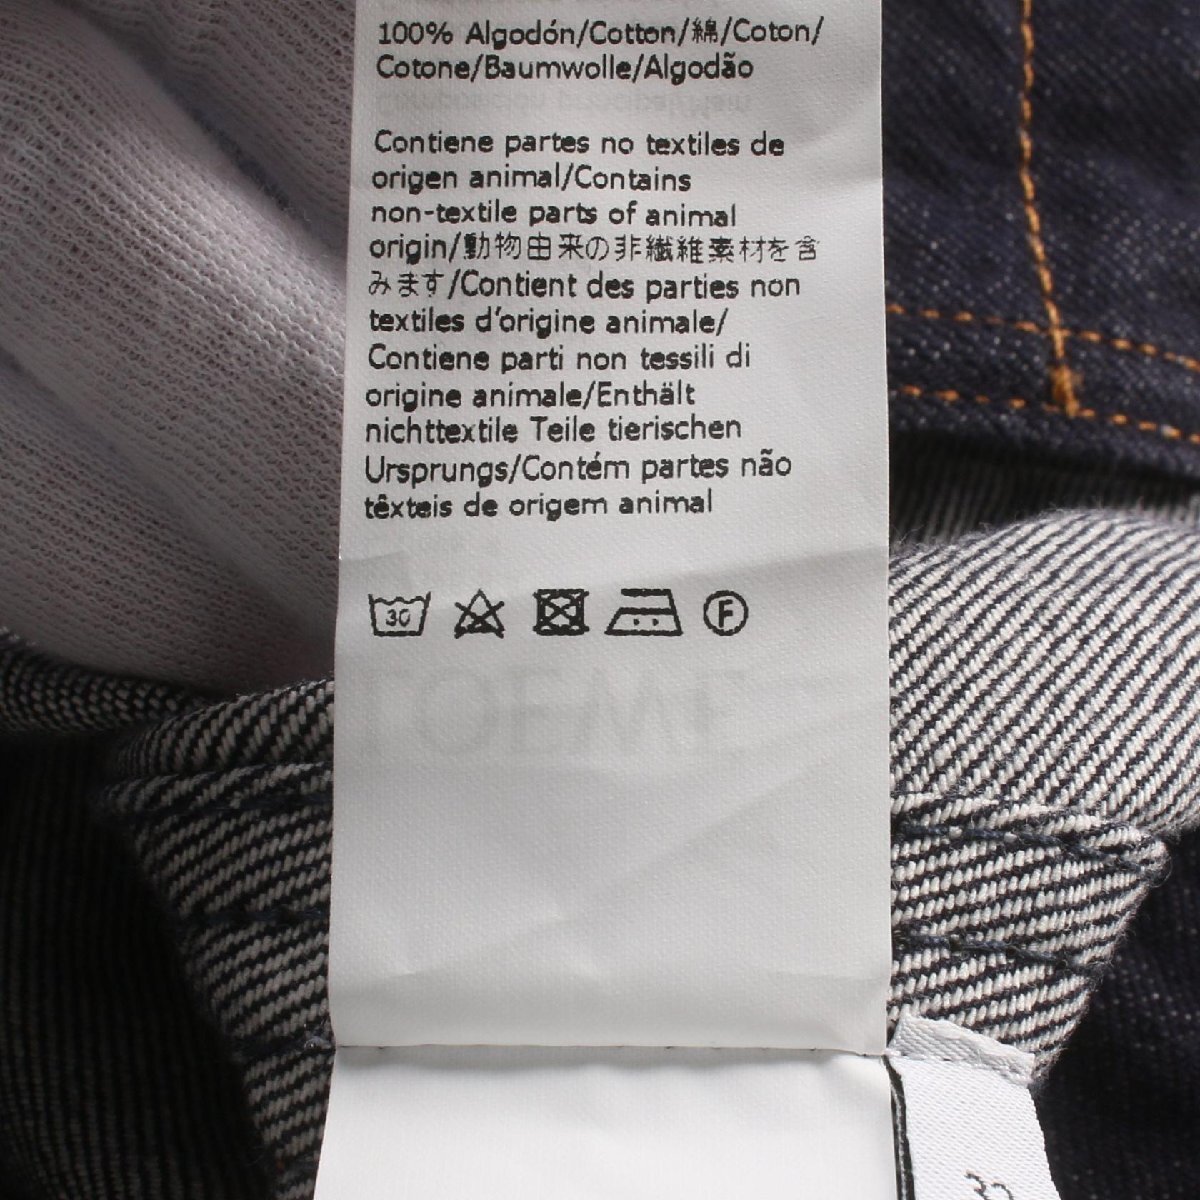 100% Algodón/Cotton/綿/Coton/
Cotone/Baumwolle/Algodão
Contiene partes no textiles de
origen animal/Contains
non-textile parts of animal
origin/動物由来の非繊維素材を含
みます/Contient des parties non
textiles d'origine animale/
Contiene parti non tessili di
origine animale/Enthält
nichttextile Teile tierischen
Ursprungs/Contém partes não
têxteis de origem animal
30
F
LOEWE
3